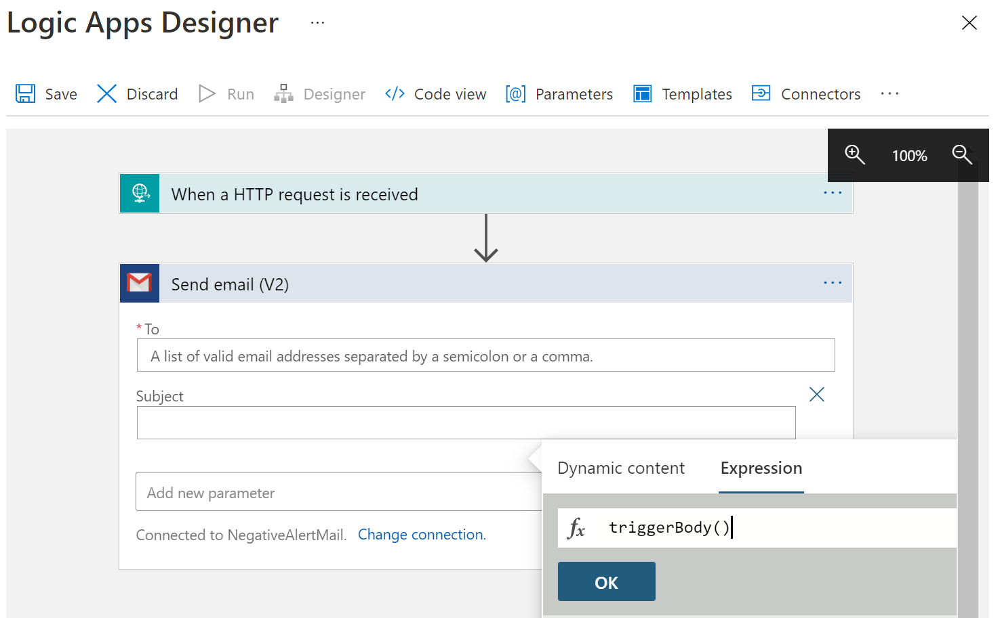 Logic Apps Designer ...
Save Discard Run Designer </> Code view [@] Parameters Templates Connectors ...
100%
When a HTTP request is received ...
Send email (V2) ...
* To
A list of valid email addresses separated by a semicolon or a comma.
Subject
Dynamic content Expression
Add new parameter
fx triggerBody()
Connected to NegativeAlertMail. Change connection.
OK